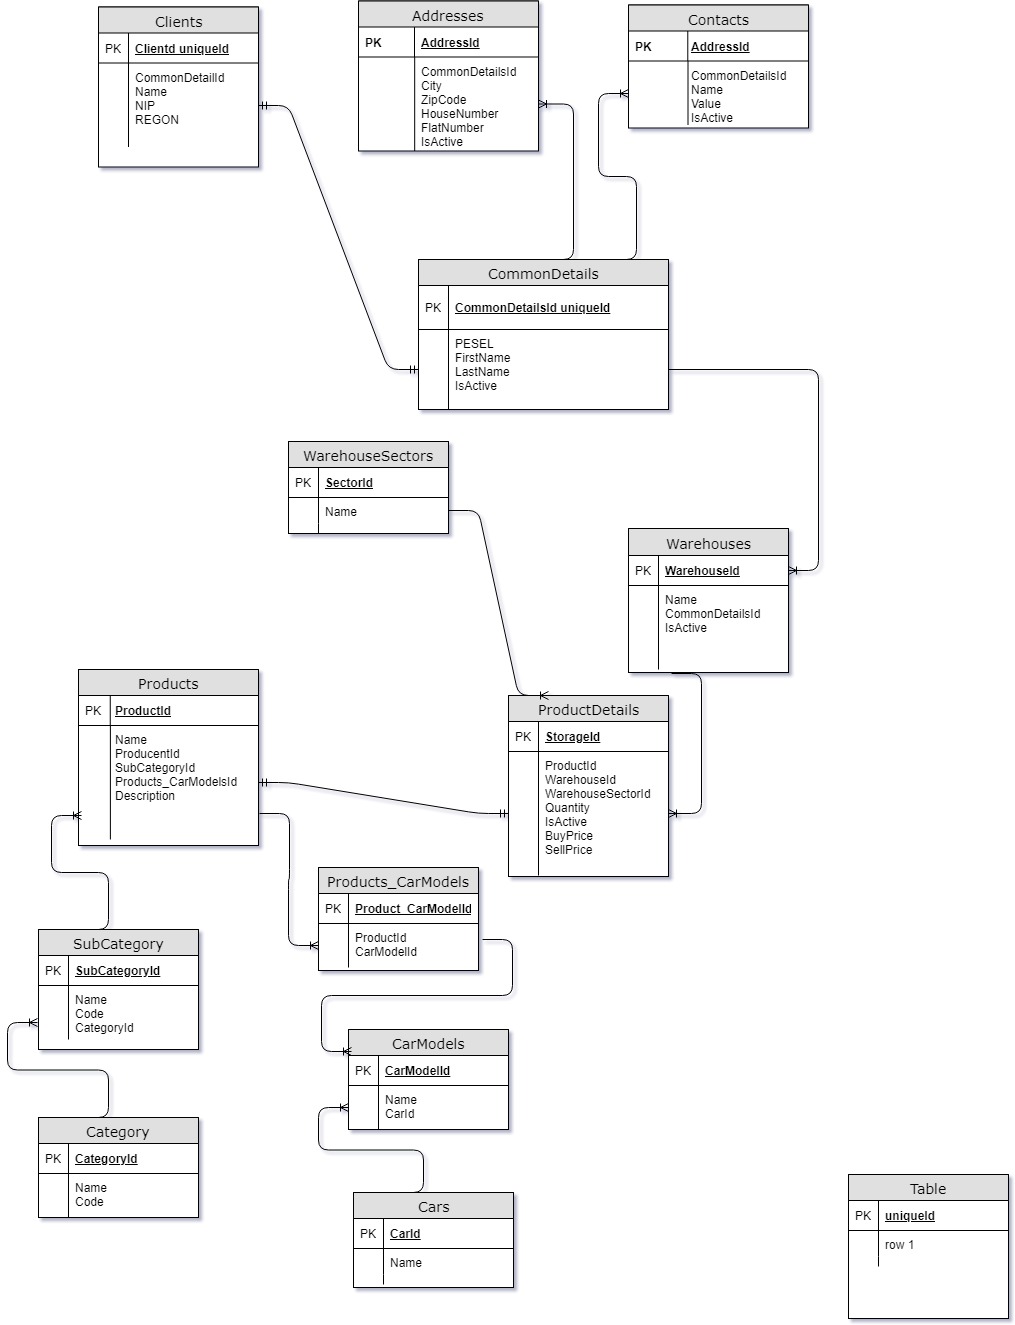 Clients
PK Clientd uniqueId
CommonDetailId
Name
NIP
REGON
Addresses
PK AddressId
CommonDetailsId
City
ZipCode
HouseNumber
FlatNumber
IsActive
Contacts
PK AddressId
CommonDetailsId
Name
Value
IsActive
CommonDetails
PK CommonDetailsId uniqueId
PESEL
FirstName
LastName
IsActive
WarehouseSectors
PK SectorId
Name
Warehouses
PK WarehouseId
Name
CommonDetailsId
IsActive
Products
PK ProductId
Name
ProducentId
SubCategoryId
Products_CarModelsId
Description
ProductDetails
PK StorageId
ProductId
WarehouseId
WarehouseSectorId
Quantity
IsActive
BuyPrice
SellPrice
Products_CarModels
PK Product_CarModelId
ProductId
CarModelId
SubCategory
PK SubCategoryId
Name
Code
CategoryId
CarModels
PK CarModelId
Name
CarId
Category
PK CategoryId
Name
Code
Cars
PK CarId
Name
Table
PK uniqueId
row 1